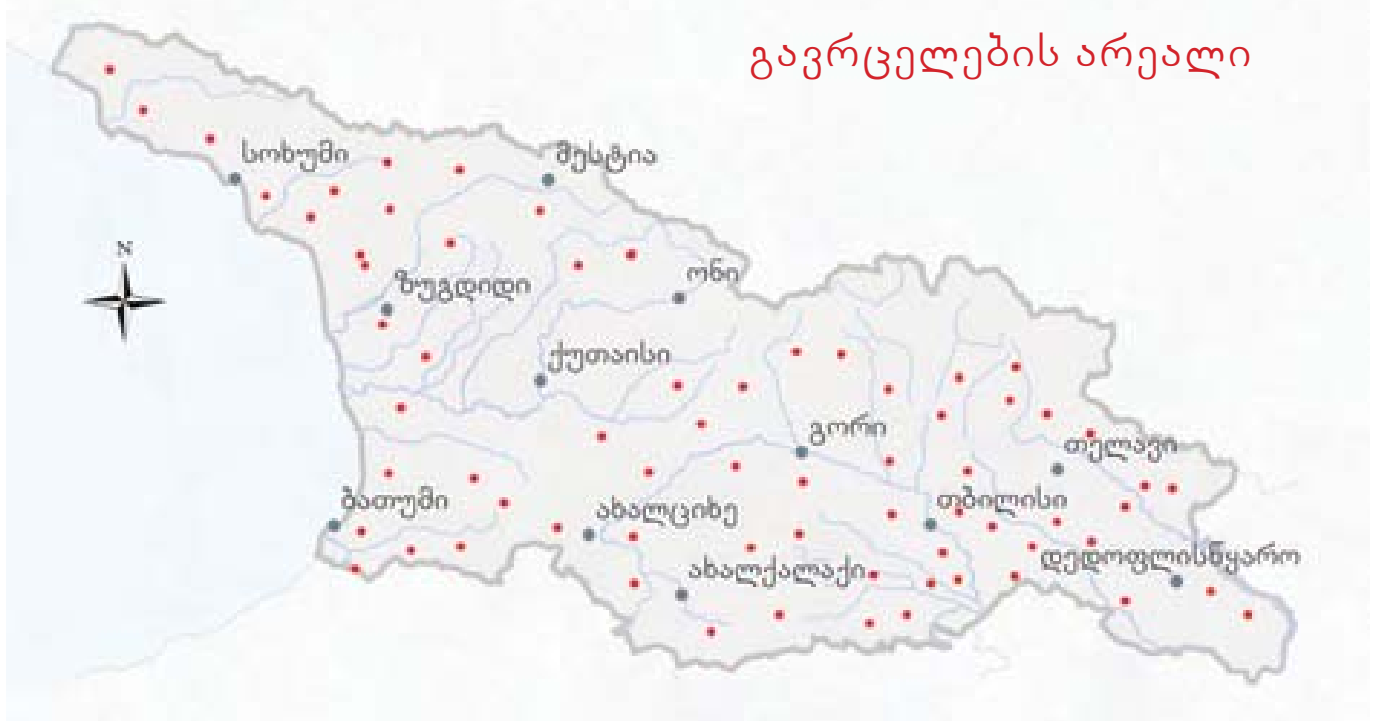 გავრცელების არეალი
სოხუმი
მესტია
N
ზუგდიდი
ონი
ქუთაისი
გორი
თელავი
ბათუმი
ახალციხე
თბილისი
ახალქალაქი
დედოფლისწყარო